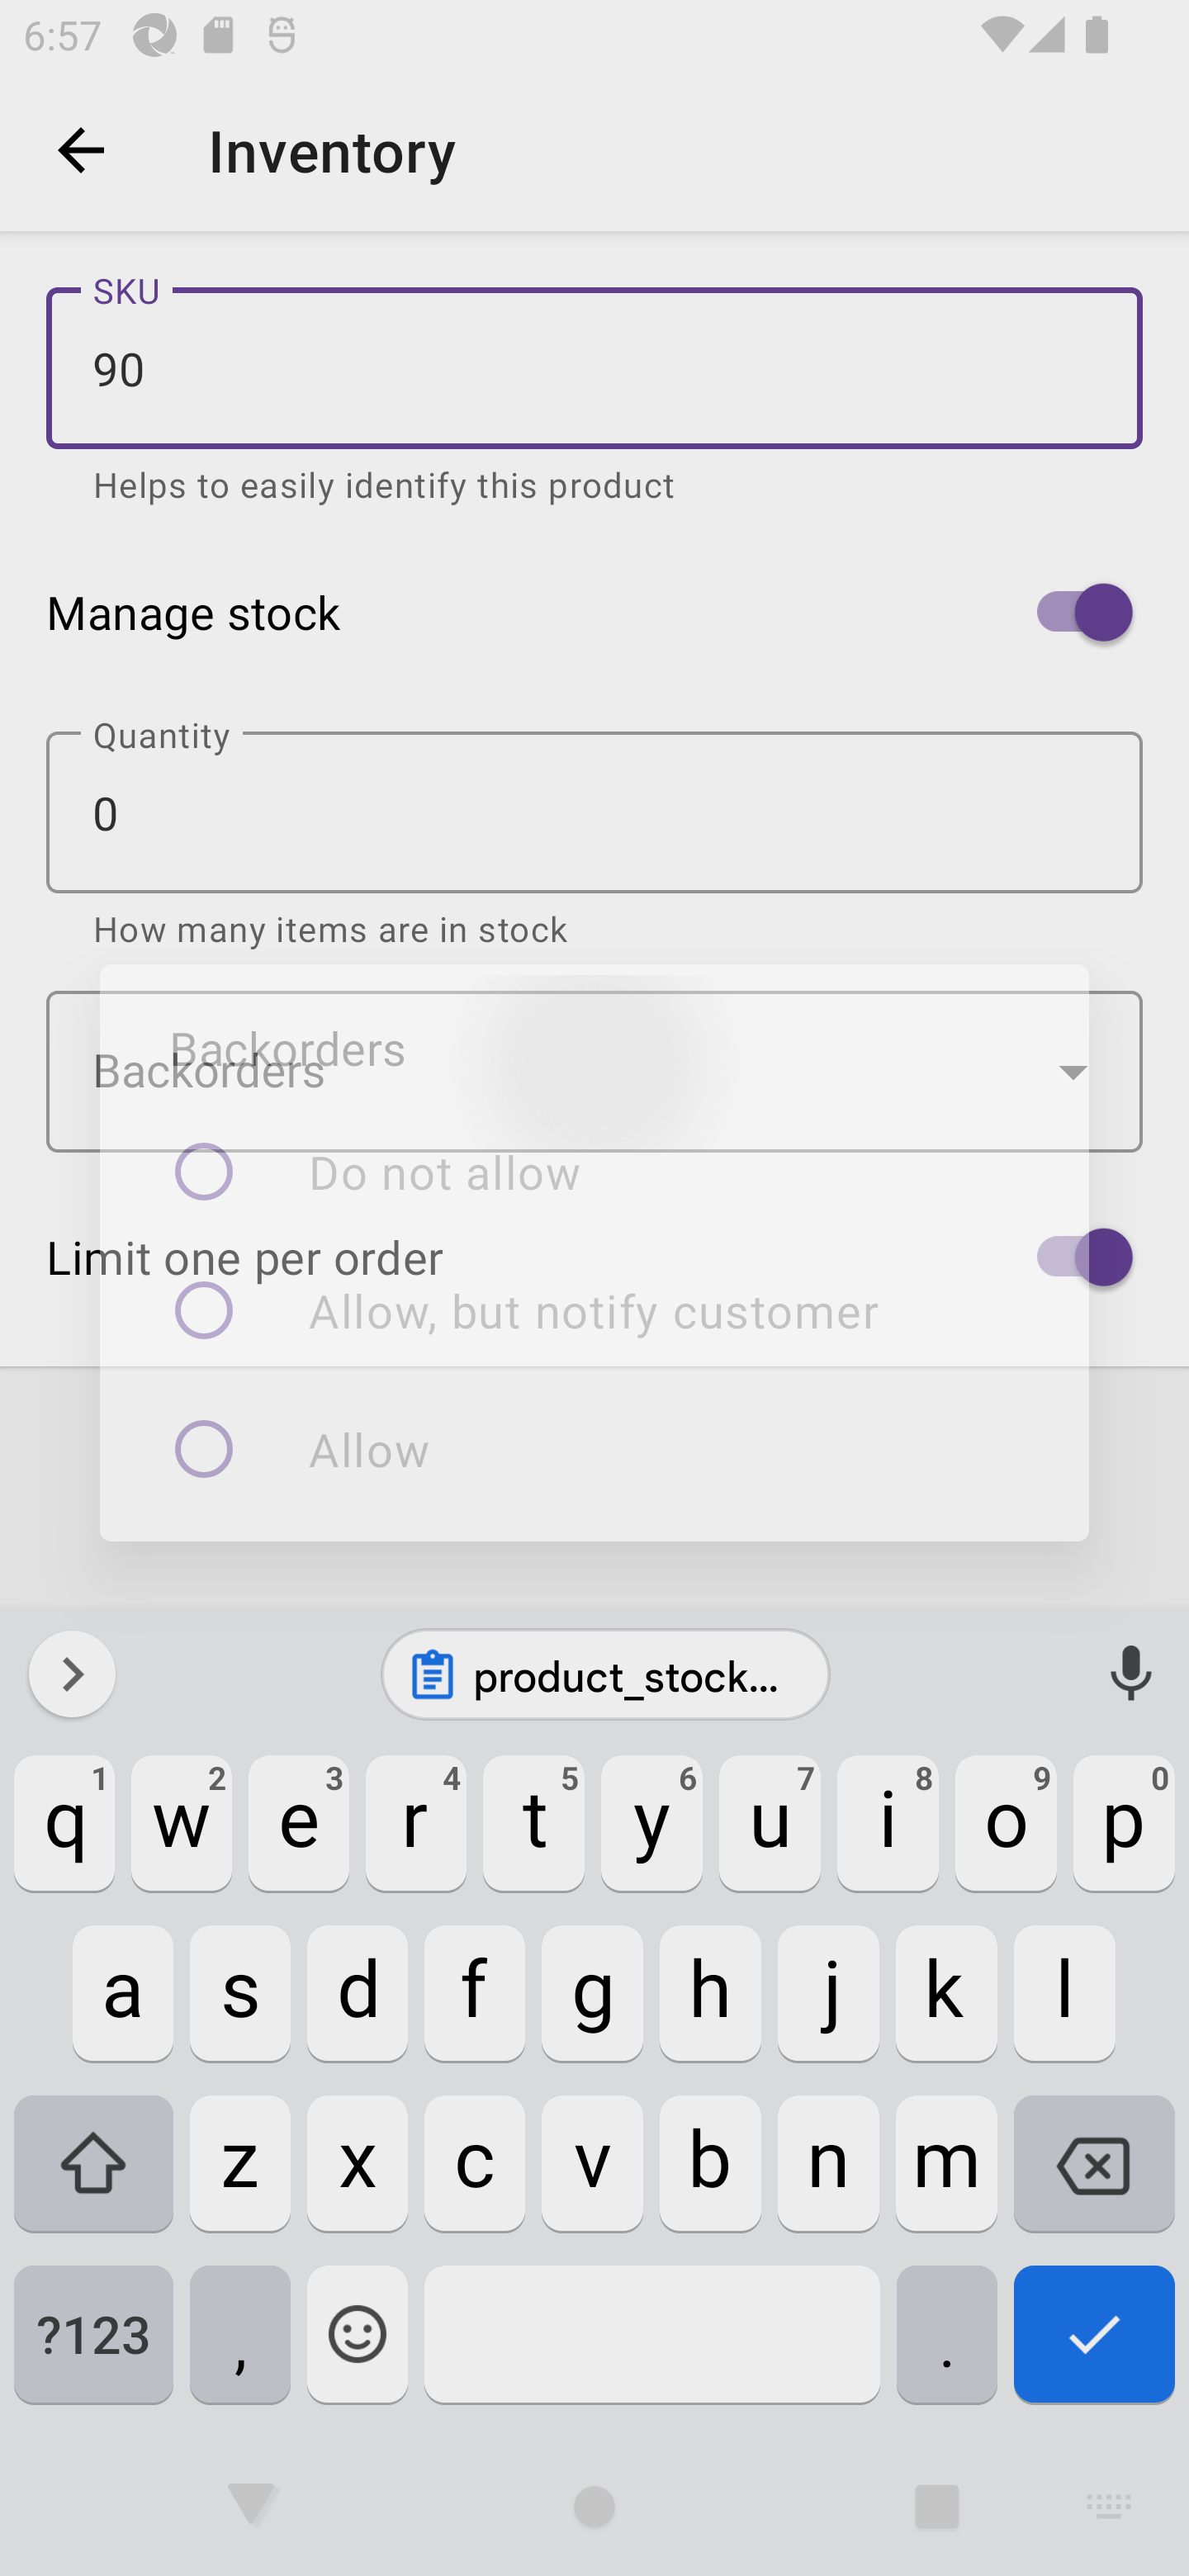 6:57
Inventory
SKU
90
Helps to easily identify this product
Manage stock
Quantity
0
How many items are in stock
Backorders
Backorders
Do not allow
Limit one per order
Allow, but notify customer
Allow
product_stock...
q 1 w 2 e 3 r 4 t 5 y 6 u 7 i 8 o 9 p 0
a s d f g h j k l
z x c v b n m
?123 , .